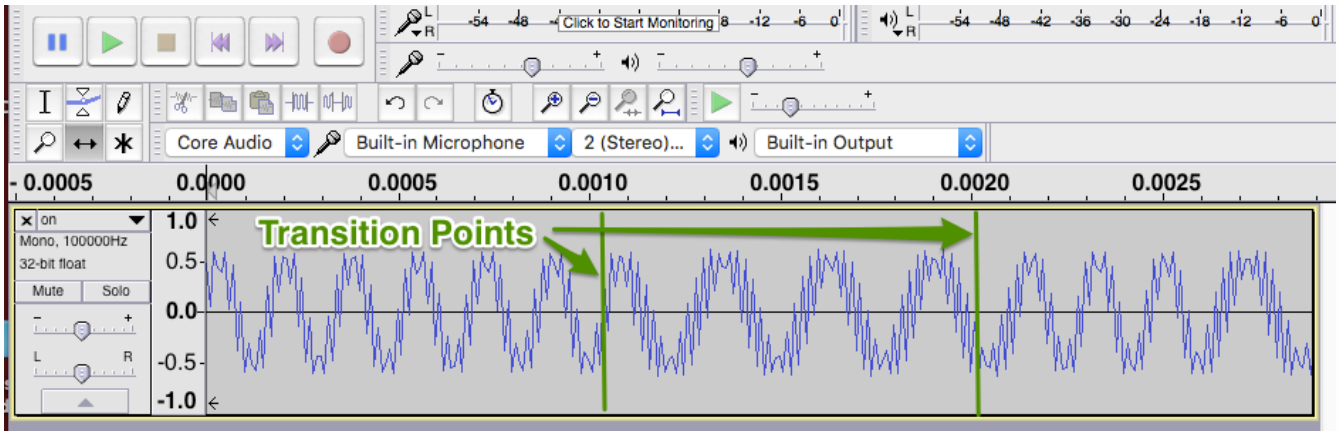 L
R
-54 -48 -4 Click to Start Monitoring 8 -12 -6 0
L
R
-54 -48 -42 -36 -30 -24 -18 -12 -6 0
- + - +
- +
Core Audio Built-in Microphone 2 (Stereo)... Built-in Output
- 0.0005 0.0000 0.0005 0.0010 0.0015 0.0020 0.0025
x on
Mono, 100000Hz
32-bit float
Mute Solo
- +
L R
1.0
0.5-
0.0-
-0.5-
-1.0
Transition Points